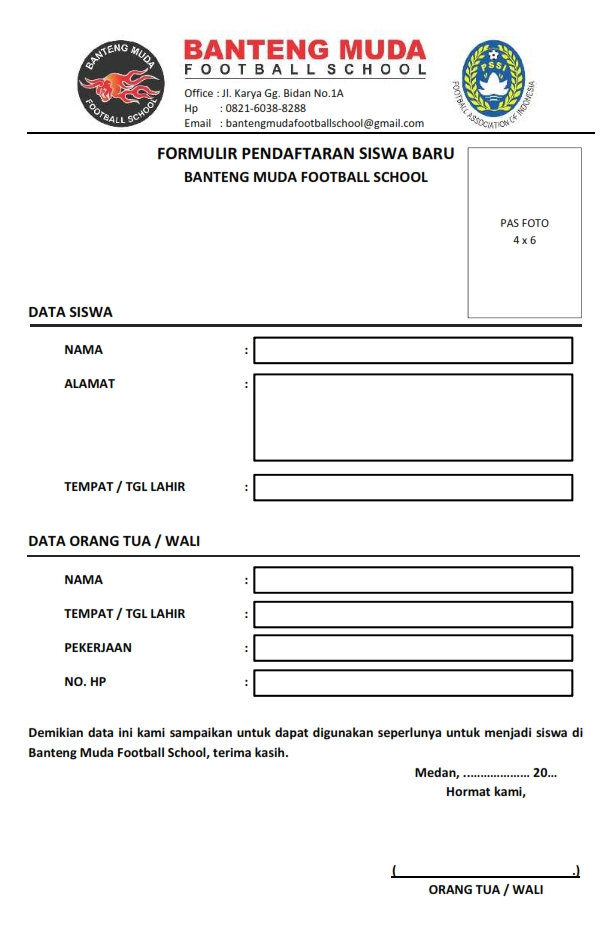 BANTENG MUDA
FOOTBALL SCHOOL
BANTENG MUDA
FOOTBALL SCHOOL
Office : Jl. Karya Gg. Bidan No.1A
Hp : 0821-6038-8288
Email : bantengmudafootballschool@gmail.com
PSSI
FOOTBALL ASSOCIATION OF INDONESIA
FORMULIR PENDAFTARAN SISWA BARU
BANTENG MUDA FOOTBALL SCHOOL
PAS FOTO
4 x 6
DATA SISWA
NAMA :
ALAMAT :
TEMPAT / TGL LAHIR :
DATA ORANG TUA / WALI
NAMA :
TEMPAT / TGL LAHIR :
PEKERJAAN :
NO. HP :
Demikian data ini kami sampaikan untuk dapat digunakan seperlunya untuk menjadi siswa di
Banteng Muda Football School, terima kasih.
Medan, ................... 20...
Hormat kami,
( .)
ORANG TUA / WALI